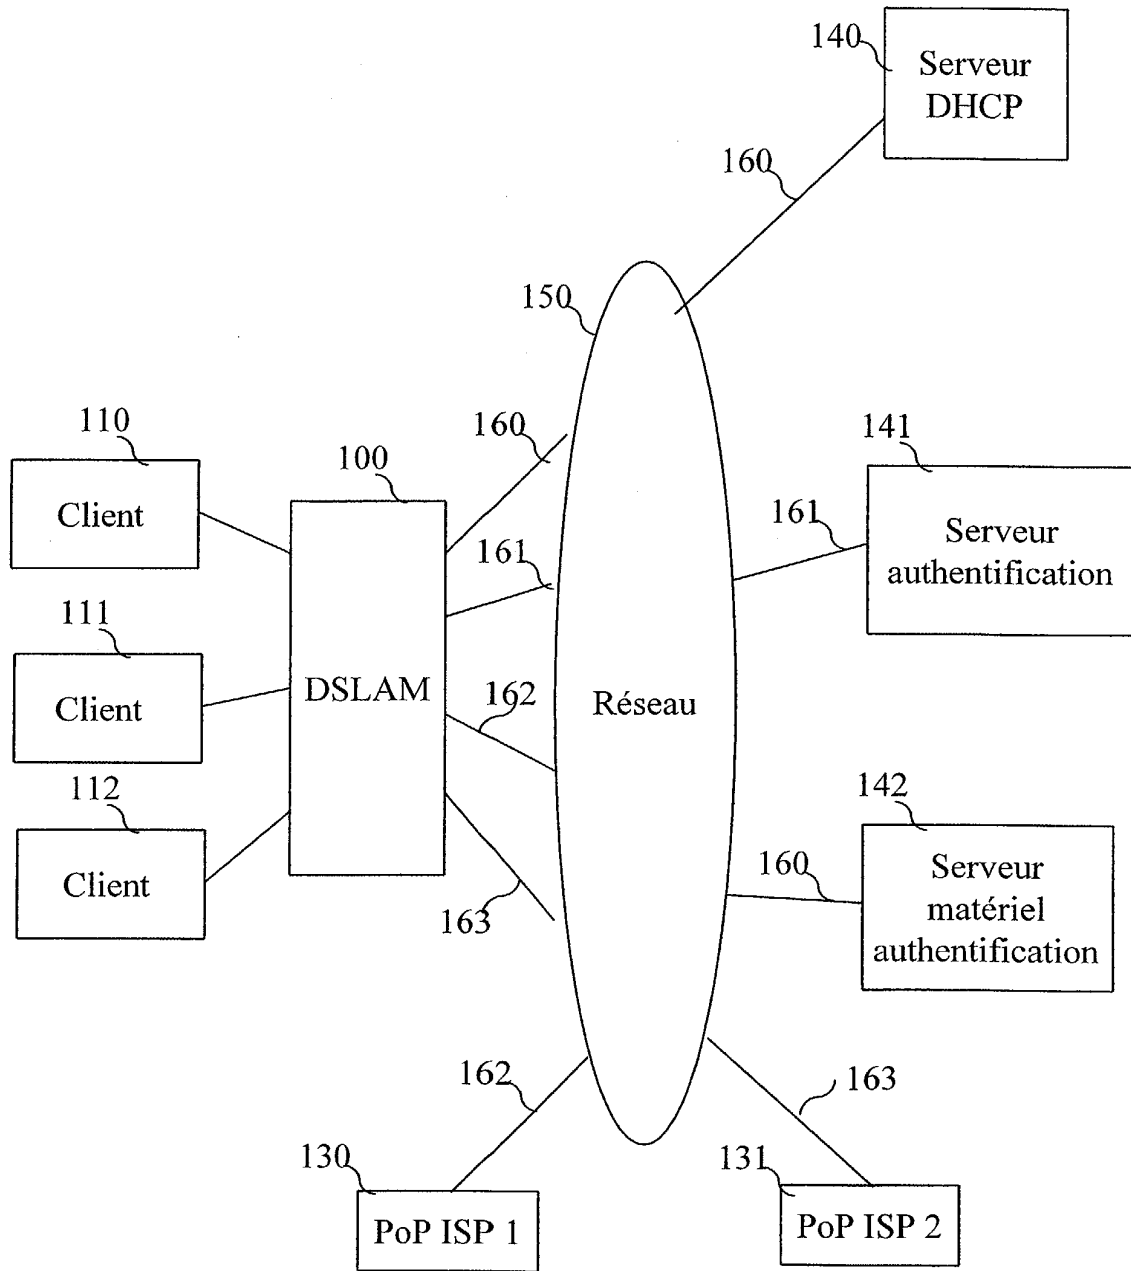 140
Serveur
DHCP
160
150
110
Client
100
160
141
Serveur
authentification
161
161
111
Client
DSLAM
162
Réseau
112
Client
142
Serveur
matériel
authentification
160
163
162
163
130
PoP ISP 1
131
PoP ISP 2